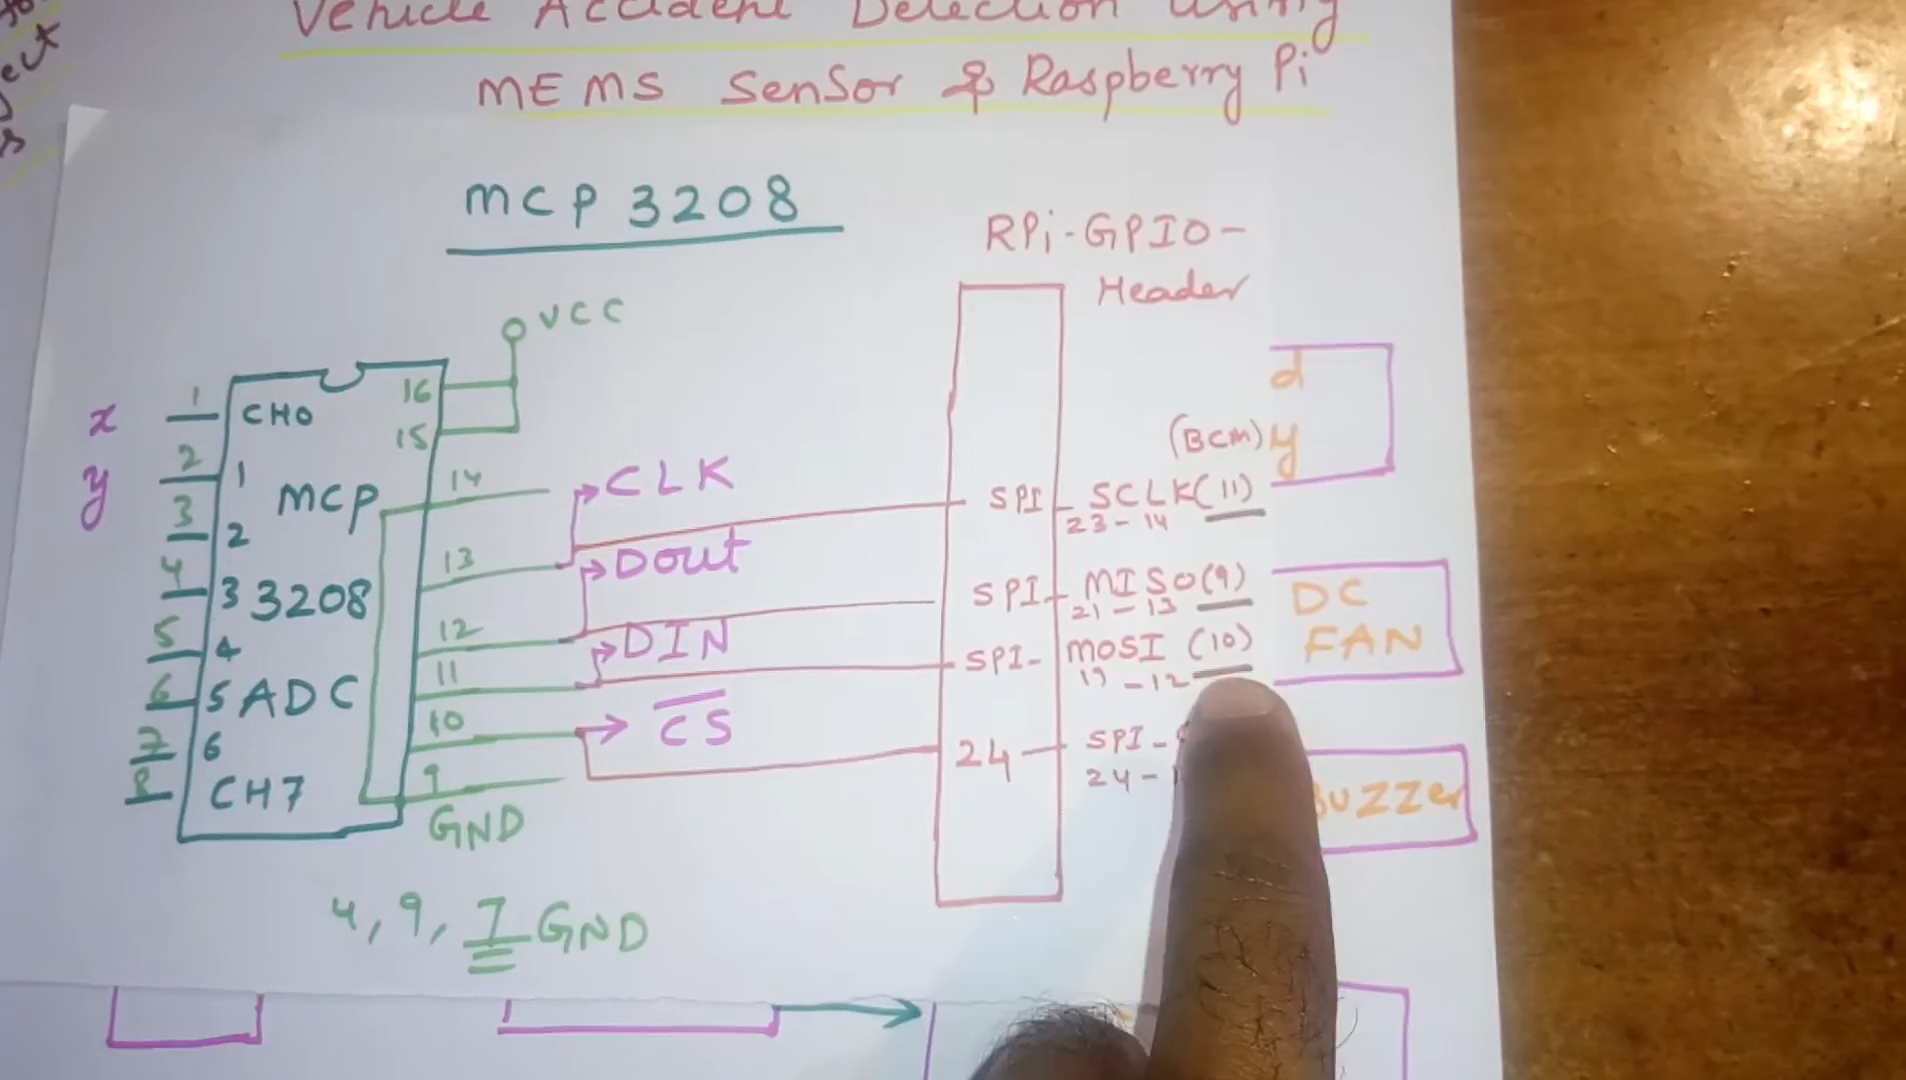 Vehicle Accident Detection using
MEMS Sensor & Raspberry Pi
MCP 3208
RPi-GPIO-
Header
VCC
x
y
1
2
3
4
5
6
7
8
CH0
1
2
3
4
5
6
CH7
MCP
3208
ADC
16
15
14
13
12
11
10
9
GND
CLK
Dout
DIN
CS
(BCM)
SPI - SCLK (11)
23-14
SPI - MISO (9)
21-13
SPI- MOSI (10)
19-12
24 - SPI-
24-1
d
y
DC
FAN
BUZZer
4, 9, 7 GND